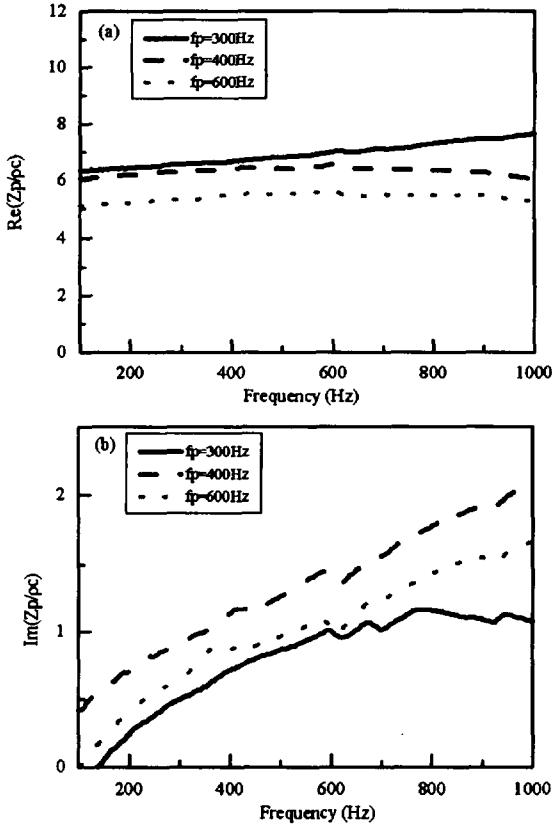 (a)
fp=300Hz
fp=400Hz
fp=600Hz
12
10
8
6
4
2
0
Re(Zp/ρc)
200 400 600 800 1000
Frequency (Hz)
(b)
fp=300Hz
fp=400Hz
fp=600Hz
2
1
0
Im(Zp/ρc)
200 400 600 800 1000
Frequency (Hz)